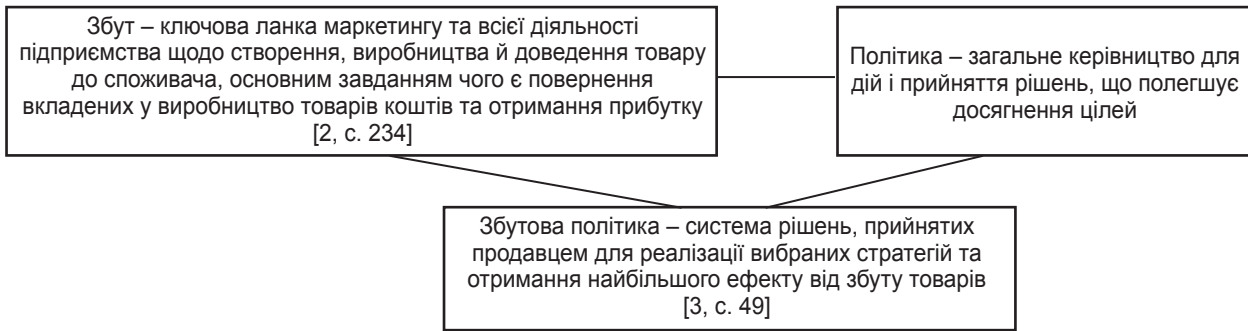 Збут – ключова ланка маркетингу та всієї діяльності
підприємства щодо створення, виробництва й доведення товару
до споживача, основним завданням чого є повернення
вкладених у виробництво товарів коштів та отримання прибутку
[2, с. 234]
Політика – загальне керівництво для
дій і прийняття рішень, що полегшує
досягнення цілей
Збутова політика – система рішень, прийнятих
продавцем для реалізації вибраних стратегій та
отримання найбільшого ефекту від збуту товарів
[3, с. 49]